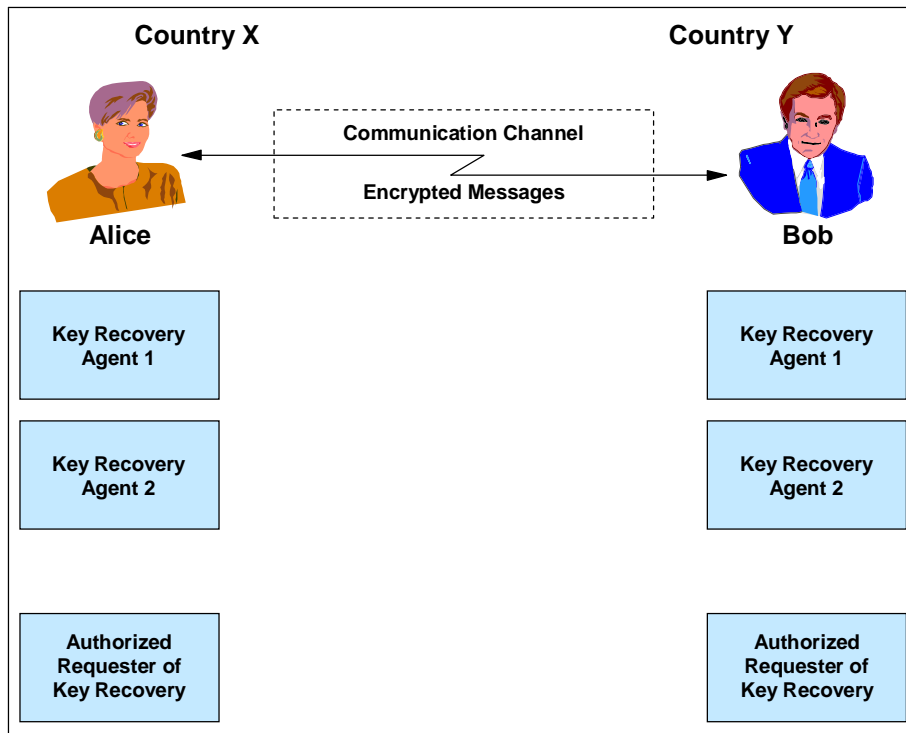 Country X
Country Y
Communication Channel
Encrypted Messages
Alice
Bob
Key Recovery
Agent 1
Key Recovery
Agent 1
Key Recovery
Agent 2
Key Recovery
Agent 2
Authorized
Requester of
Key Recovery
Authorized
Requester of
Key Recovery